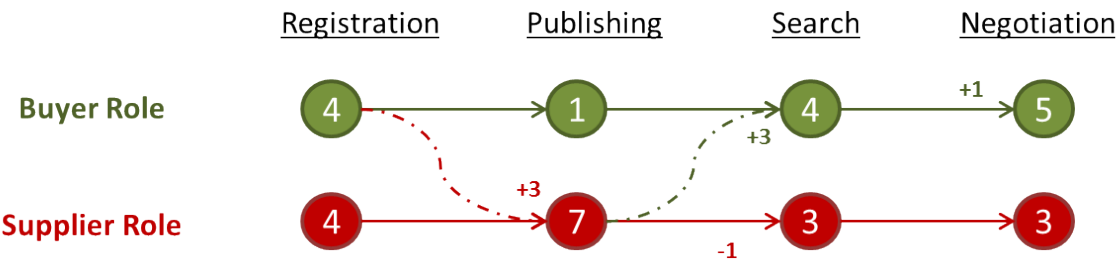 Registration Publishing Search Negotiation
Buyer Role 4 1 4 +1 5
+3
+3
Supplier Role 4 7 3 3
-1